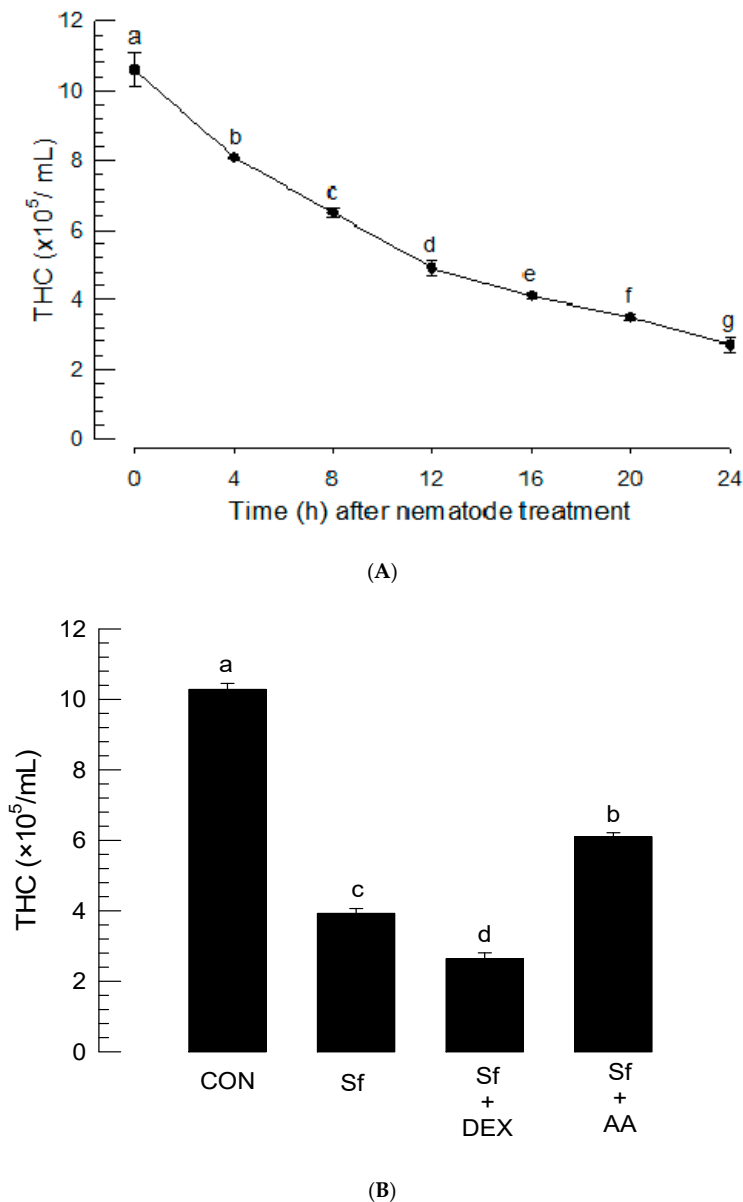 12
10
8
6
4
2
0
THC (x10⁵/ mL)
a
b
c
d
e
f
g
0 4 8 12 16 20 24
Time (h) after nematode treatment
(A)
12
10
8
6
4
2
0
THC (×10⁵/mL)
a
c
d
b
CON Sf Sf + DEX Sf + AA
(B)